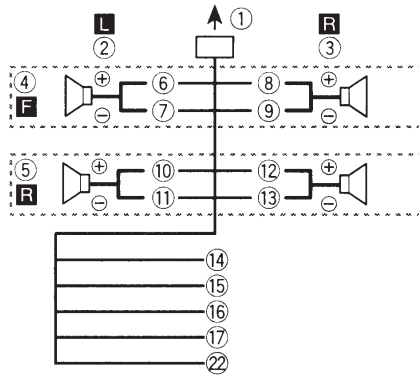 ①
L R
② ③
④ ⊕ ⑥ ⑧ ⊕
F ⊖ ⑦ ⑨ ⊖
⑤ ⊕ ⑩ ⑫ ⊕
R ⊖ ⑪ ⑬ ⊖
⑭
⑮
⑯
⑰
㉒